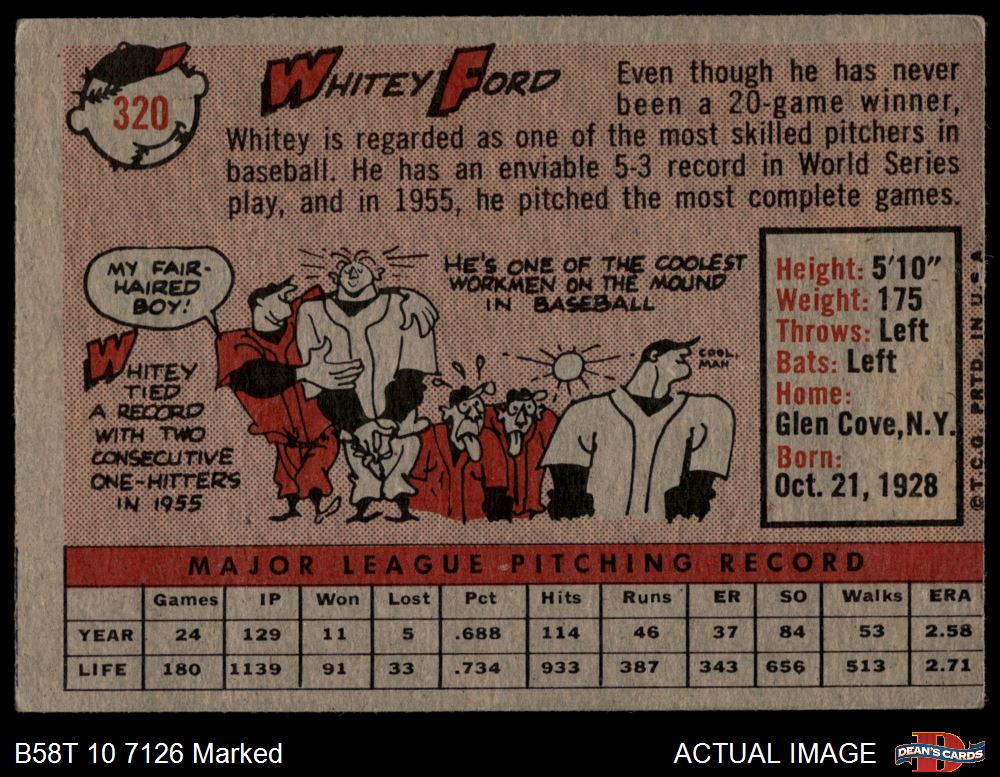 320
WHITEY FORD
Even though he has never
been a 20-game winner,
Whitey is regarded as one of the most skilled pitchers in
baseball. He has an enviable 5-3 record in World Series
play, and in 1955, he pitched the most complete games.
MY FAIR-
HAIRED
BOY!
WHITEY
TIED
A RECORD
WITH TWO
CONSECUTIVE
ONE-HITTERS
IN 1955
HE'S ONE OF THE COOLEST
WORKMEN ON THE MOUND
IN BASEBALL
COOL,
MAN
Height: 5'10"
Weight: 175
Throws: Left
Bats: Left
Home:
Glen Cove, N.Y.
Born:
Oct. 21, 1928
© T.C.G. PRTD. IN U.S.A.
MAJOR LEAGUE PITCHING RECORD
Games IP Won Lost Pct Hits Runs ER SO Walks ERA
YEAR 24 129 11 5 .688 114 46 37 84 53 2.58
LIFE 180 1139 91 33 .734 933 387 343 656 513 2.71
B58T 10 7126 Marked
ACTUAL IMAGE
DEAN'S CARDS